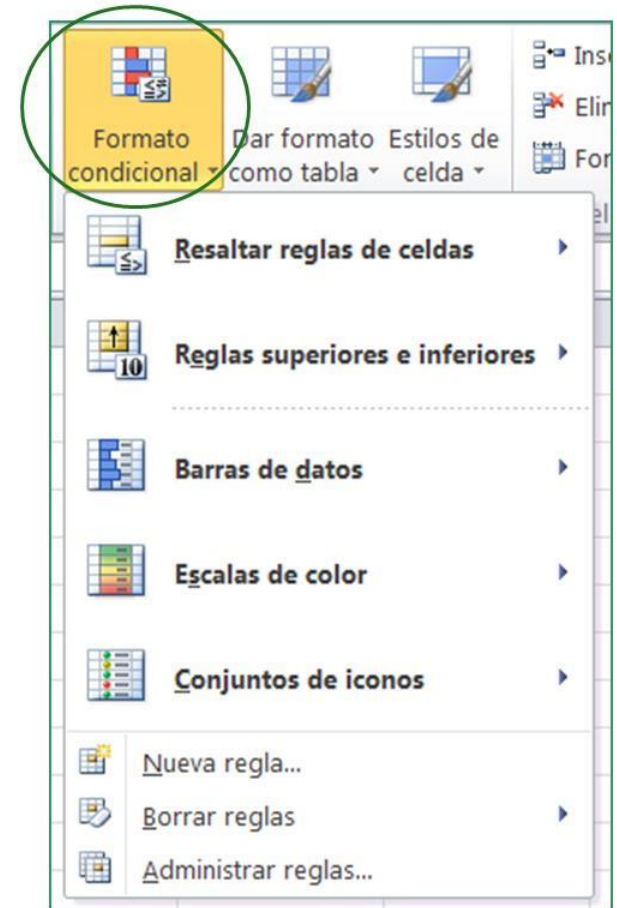 Formato condicional
Dar formato como tabla
Estilos de celda
Resaltar reglas de celdas
10
Reglas superiores e inferiores
Barras de datos
Escalas de color
Conjuntos de iconos
Nueva regla...
Borrar reglas
Administrar reglas...